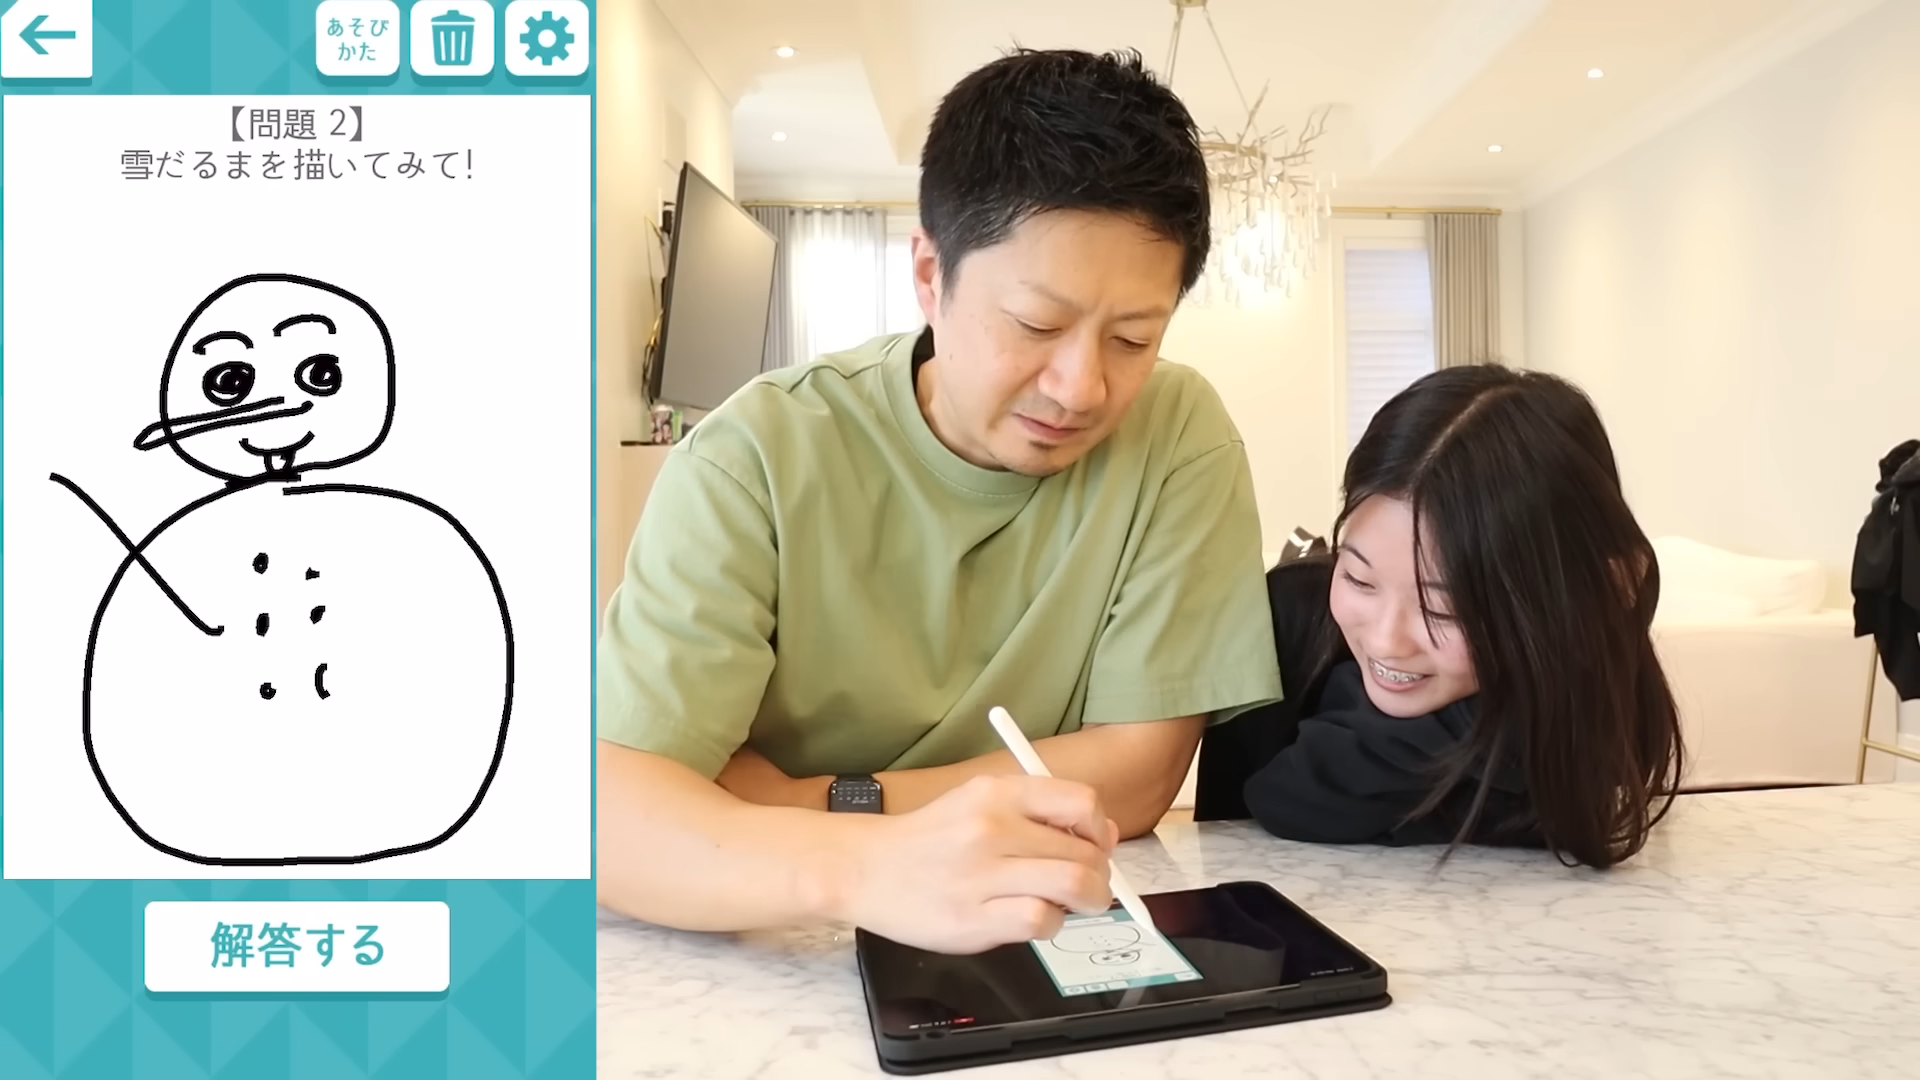 あそび
かた
【問題 2】
雪だるまを描いてみて!
解答する